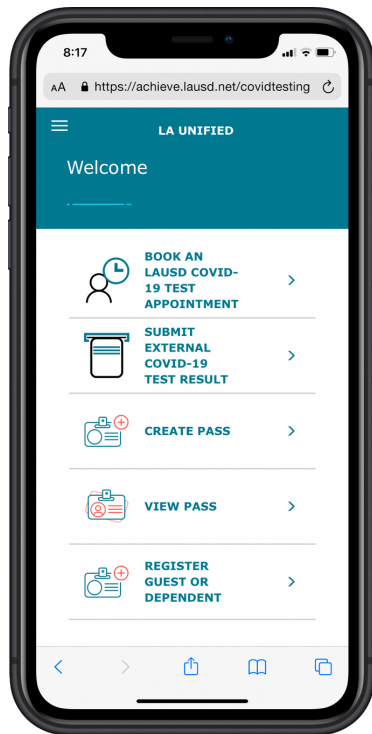 8:17
AA https://achieve.lausd.net/covidtesting
LA UNIFIED
Welcome
BOOK AN
LAUSD COVID-
19 TEST
APPOINTMENT
SUBMIT
EXTERNAL
COVID-19
TEST RESULT
CREATE PASS
VIEW PASS
REGISTER
GUEST OR
DEPENDENT